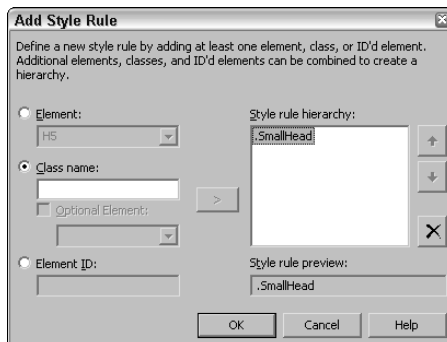 Add Style Rule
Define a new style rule by adding at least one element, class, or ID'd element.
Additional elements, classes, and ID'd elements can be combined to create a
hierarchy.
Element:
H5
Class name:
Optional Element:
Element ID:
>
Style rule hierarchy:
.SmallHead
Style rule preview:
.SmallHead
OK
Cancel
Help